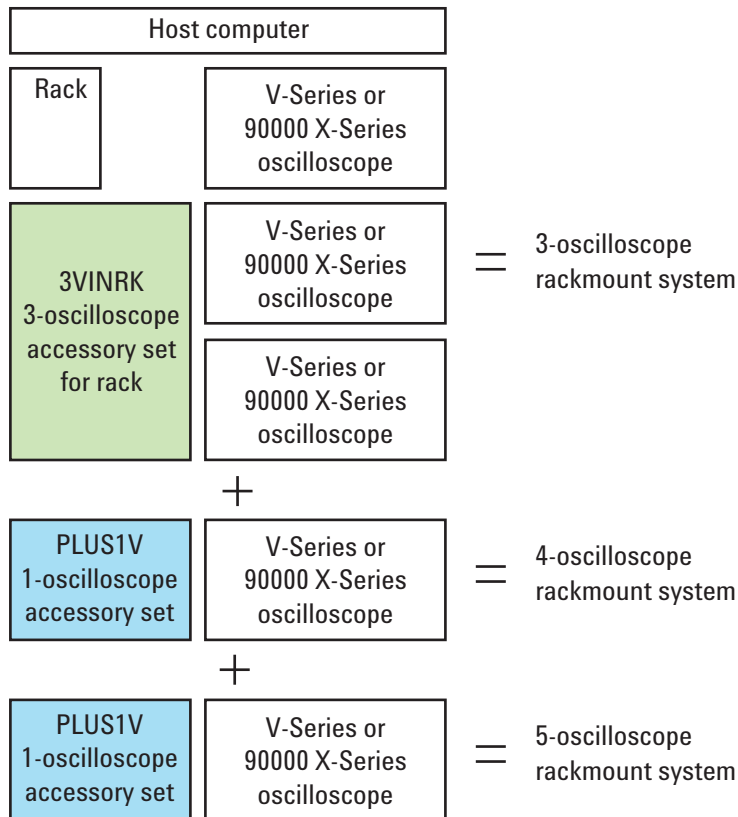 Host computer
Rack
V-Series or
90000 X-Series
oscilloscope
3VINRK
3-oscilloscope
accessory set
for rack
V-Series or
90000 X-Series
oscilloscope
=
3-oscilloscope
rackmount system
V-Series or
90000 X-Series
oscilloscope
+
PLUS1V
1-oscilloscope
accessory set
V-Series or
90000 X-Series
oscilloscope
=
4-oscilloscope
rackmount system
+
PLUS1V
1-oscilloscope
accessory set
V-Series or
90000 X-Series
oscilloscope
=
5-oscilloscope
rackmount system